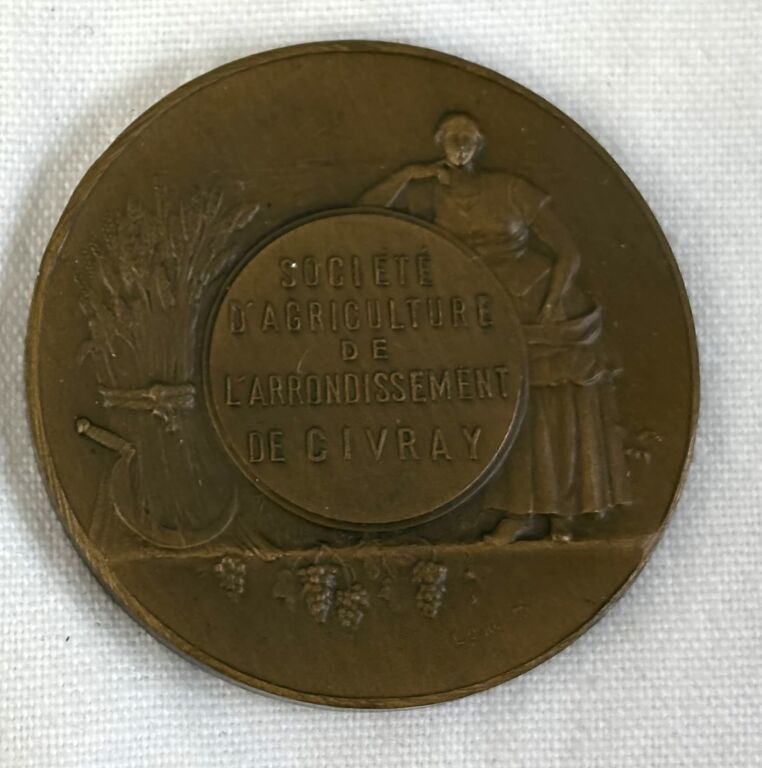 SOCIÉTÉ
D'AGRICULTURE
DE
L'ARRONDISSEMENT
DE CIVRAY